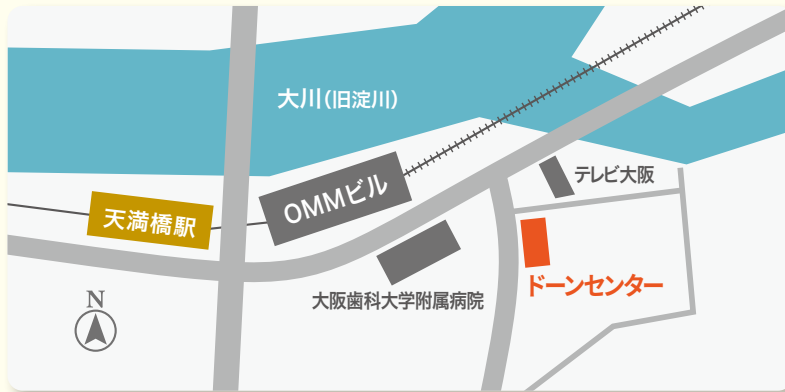 大川(旧淀川)
OMMビル
テレビ大阪
天満橋駅
ドーンセンター
大阪歯科大学附属病院
N